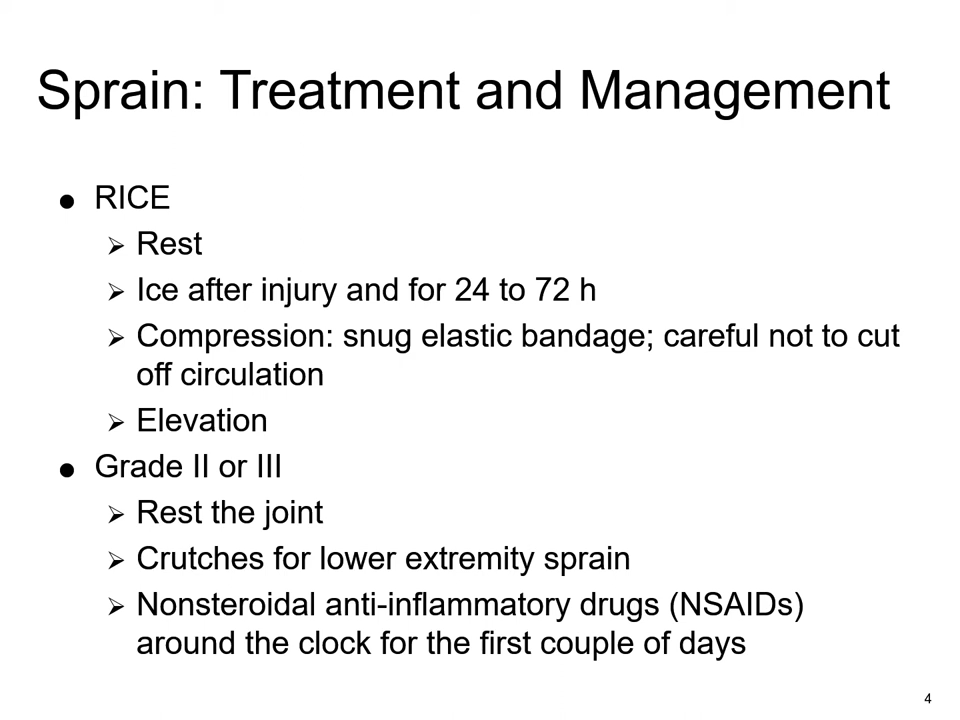 Sprain: Treatment and Management
● RICE
➢ Rest
➢ Ice after injury and for 24 to 72 h
➢ Compression: snug elastic bandage; careful not to cut
off circulation
➢ Elevation
● Grade II or III
➢ Rest the joint
➢ Crutches for lower extremity sprain
➢ Nonsteroidal anti-inflammatory drugs (NSAIDs)
around the clock for the first couple of days
4